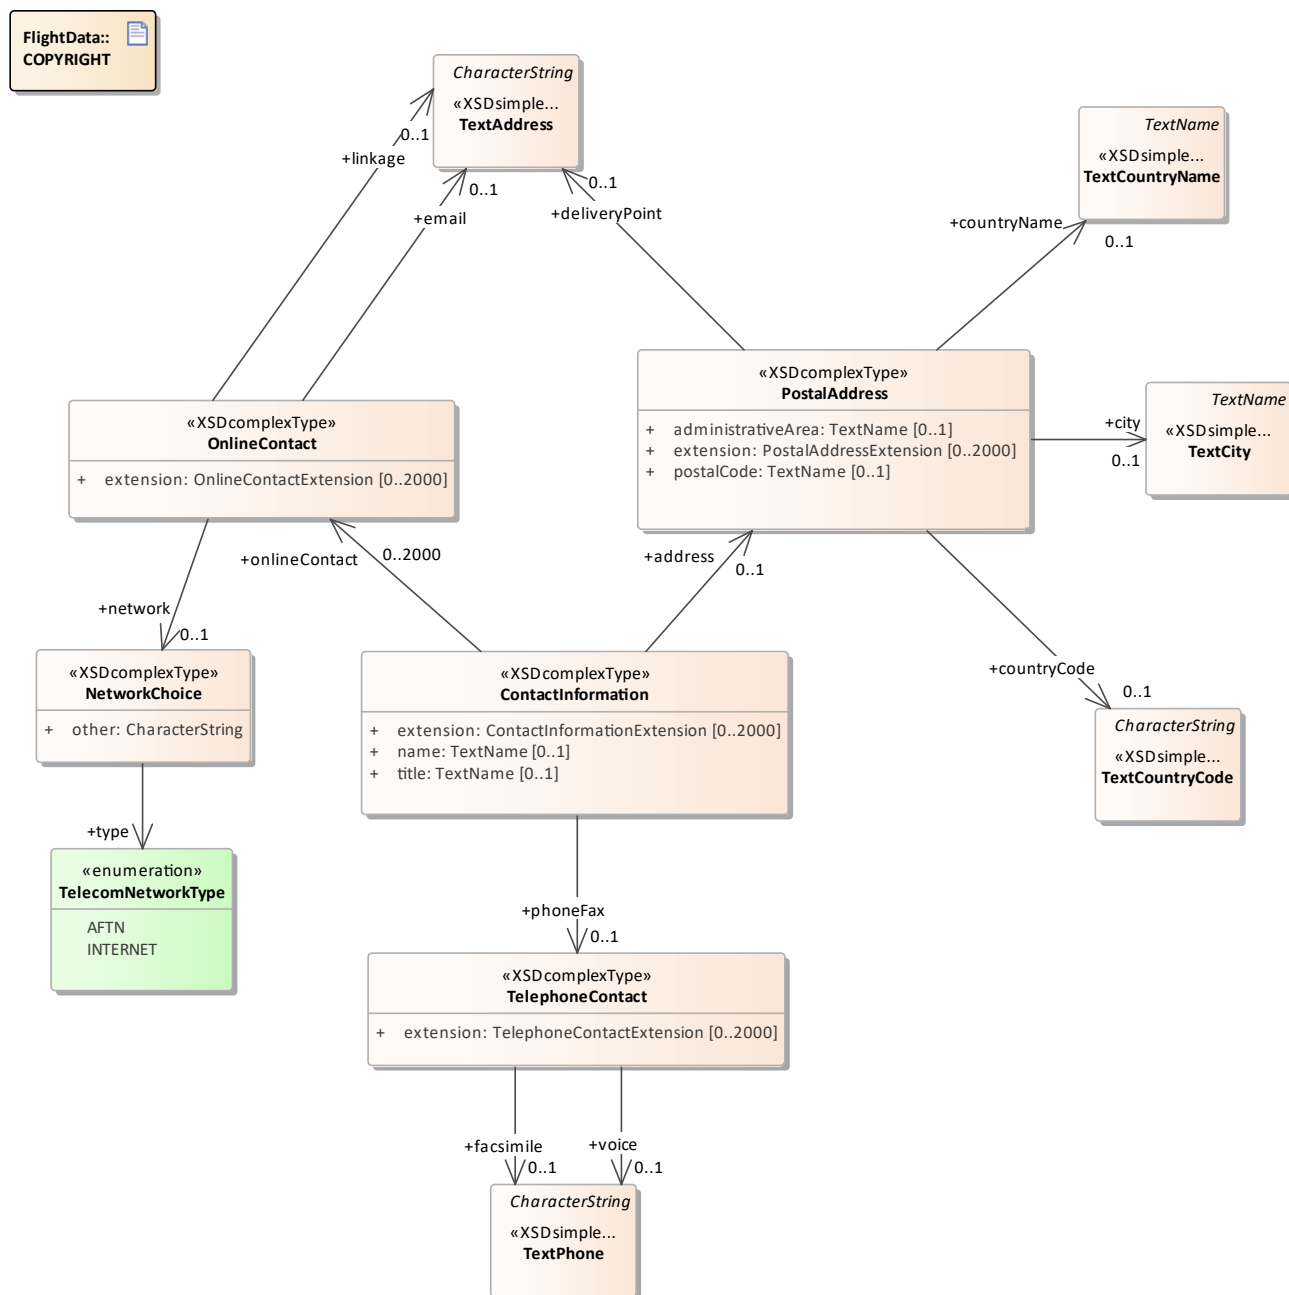 FlightData::
COPYRIGHT
CharacterString
«XSDsimple...
TextAddress
0..1
+linkage
0..1
+email
0..1
+deliveryPoint
TextName
«XSDsimple...
TextCountryName
+countryName
0..1
«XSDcomplexType»
PostalAddress
+ administrativeArea: TextName [0..1]
+ extension: PostalAddressExtension [0..2000]
+ postalCode: TextName [0..1]
TextName
«XSDsimple...
TextCity
+city
0..1
«XSDcomplexType»
OnlineContact
+ extension: OnlineContactExtension [0..2000]
+onlineContact
0..2000
+address
0..1
+network
0..1
«XSDcomplexType»
NetworkChoice
+ other: CharacterString
«XSDcomplexType»
ContactInformation
+ extension: ContactInformationExtension [0..2000]
+ name: TextName [0..1]
+ title: TextName [0..1]
+countryCode
0..1
CharacterString
«XSDsimple...
TextCountryCode
+type
«enumeration»
TelecomNetworkType
AFTN
INTERNET
+phoneFax
0..1
«XSDcomplexType»
TelephoneContact
+ extension: TelephoneContactExtension [0..2000]
+facsimile
0..1
+voice
0..1
CharacterString
«XSDsimple...
TextPhone